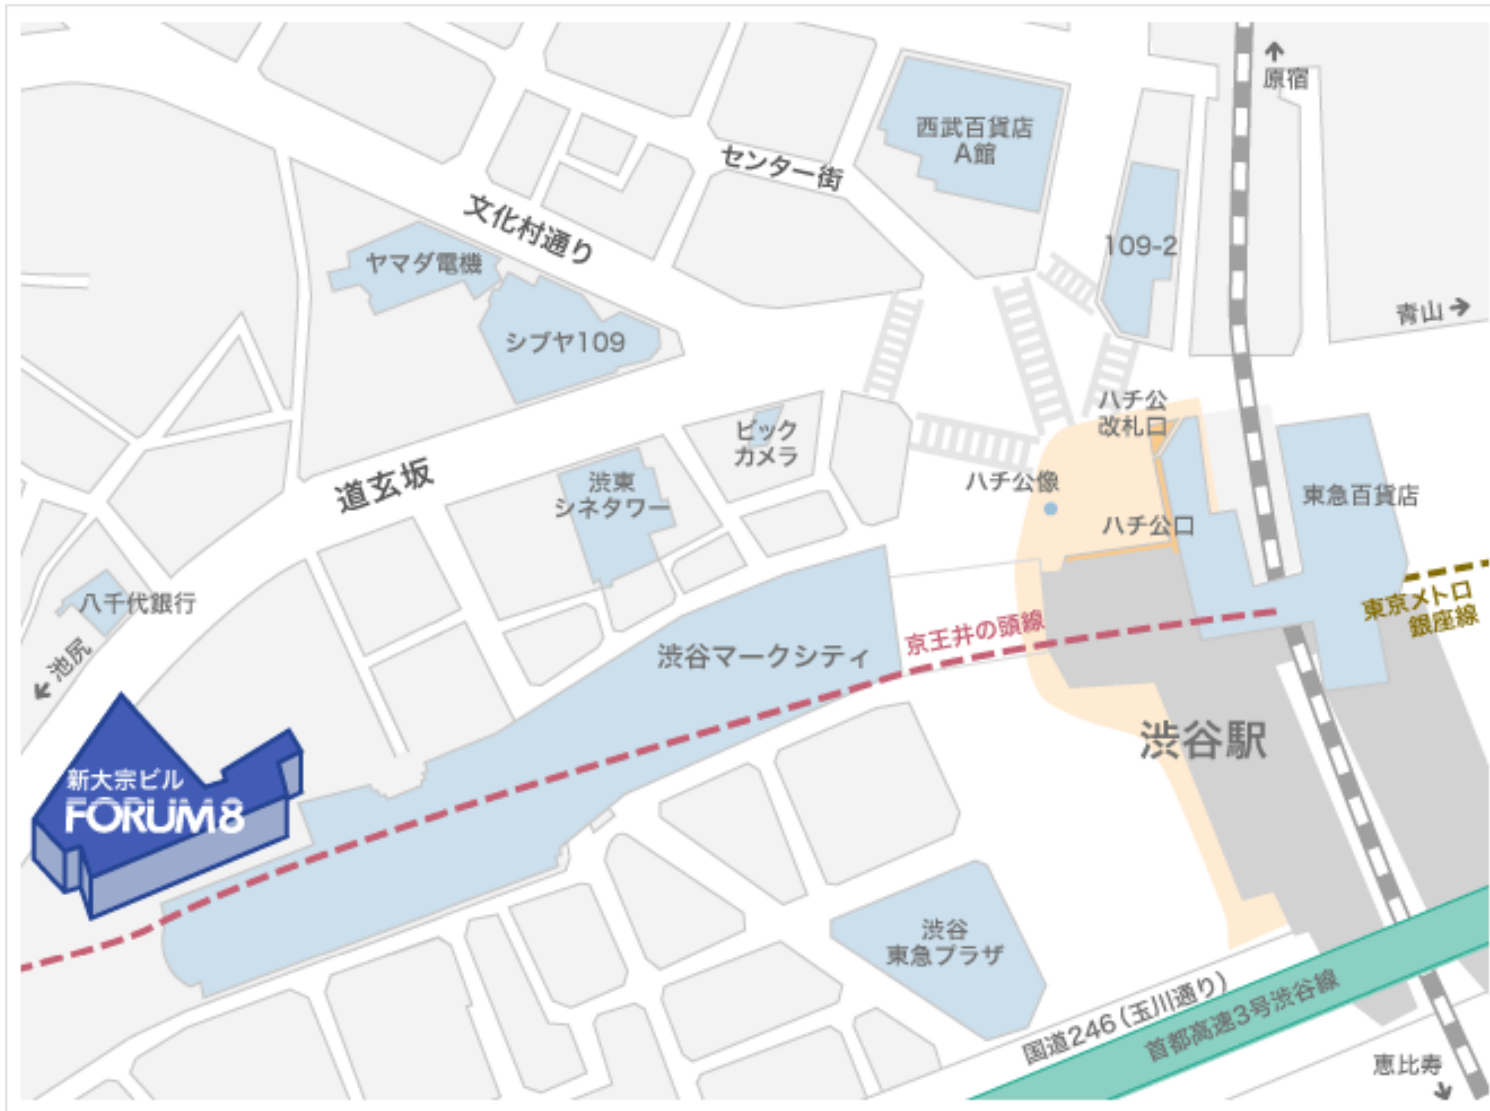 原宿
西武百貨店
A館
センター街
文化村通り
ヤマダ電機
109-2
シブヤ109
青山
ハチ公
改札口
ビック
カメラ
道玄坂
渋東
シネタワー
ハチ公像
東急百貨店
ハチ公口
八千代銀行
東京メトロ
銀座線
京王井の頭線
池尻
渋谷マークシティ
渋谷駅
新大宗ビル
FORUM8
渋谷
東急プラザ
国道246（玉川通り）
首都高速3号渋谷線
恵比寿